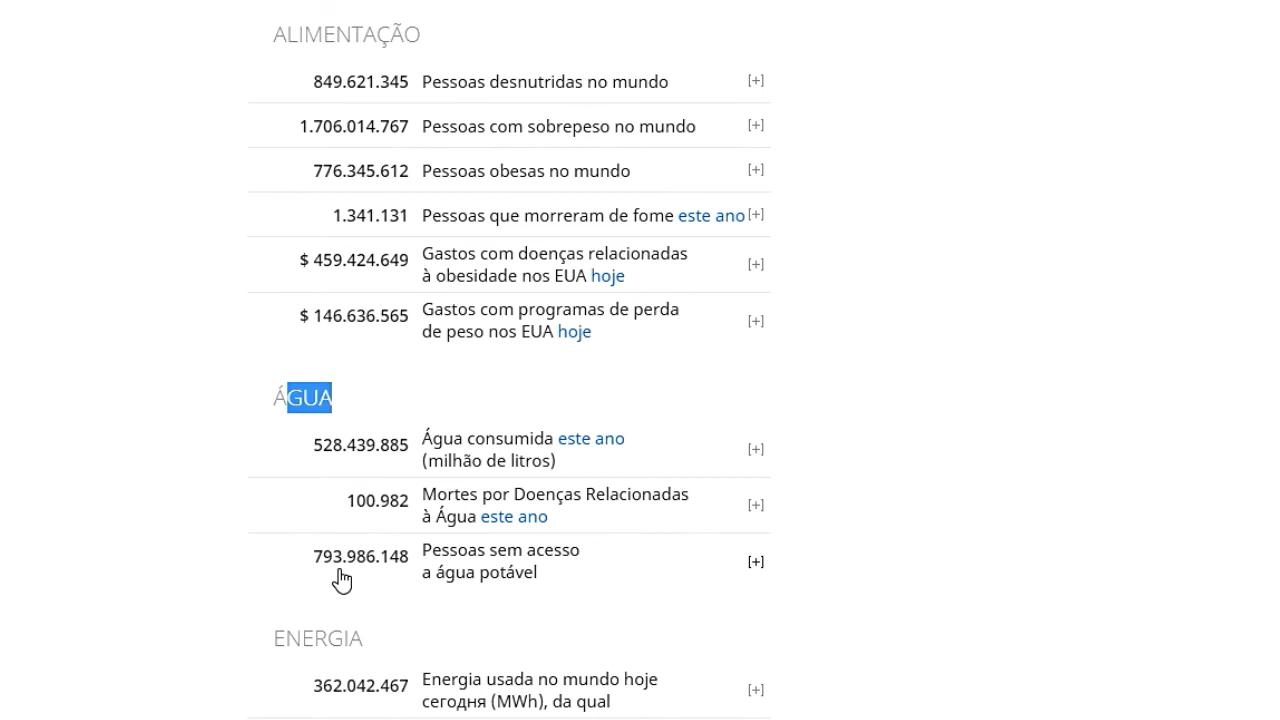 ALIMENTAÇÃO
849.621.345 Pessoas desnutridas no mundo [+]
1.706.014.767 Pessoas com sobrepeso no mundo [+]
776.345.612 Pessoas obesas no mundo [+]
1.341.131 Pessoas que morreram de fome este ano [+]
$ 459.424.649 Gastos com doenças relacionadas
à obesidade nos EUA hoje [+]
$ 146.636.565 Gastos com programas de perda
de peso nos EUA hoje [+]
ÁGUA
528.439.885 Água consumida este ano
(milhão de litros) [+]
100.982 Mortes por Doenças Relacionadas
à Água este ano [+]
793.986.148 Pessoas sem acesso
a água potável [+]
ENERGIA
362.042.467 Energia usada no mundo hoje
сегодня (MWh), da qual [+]